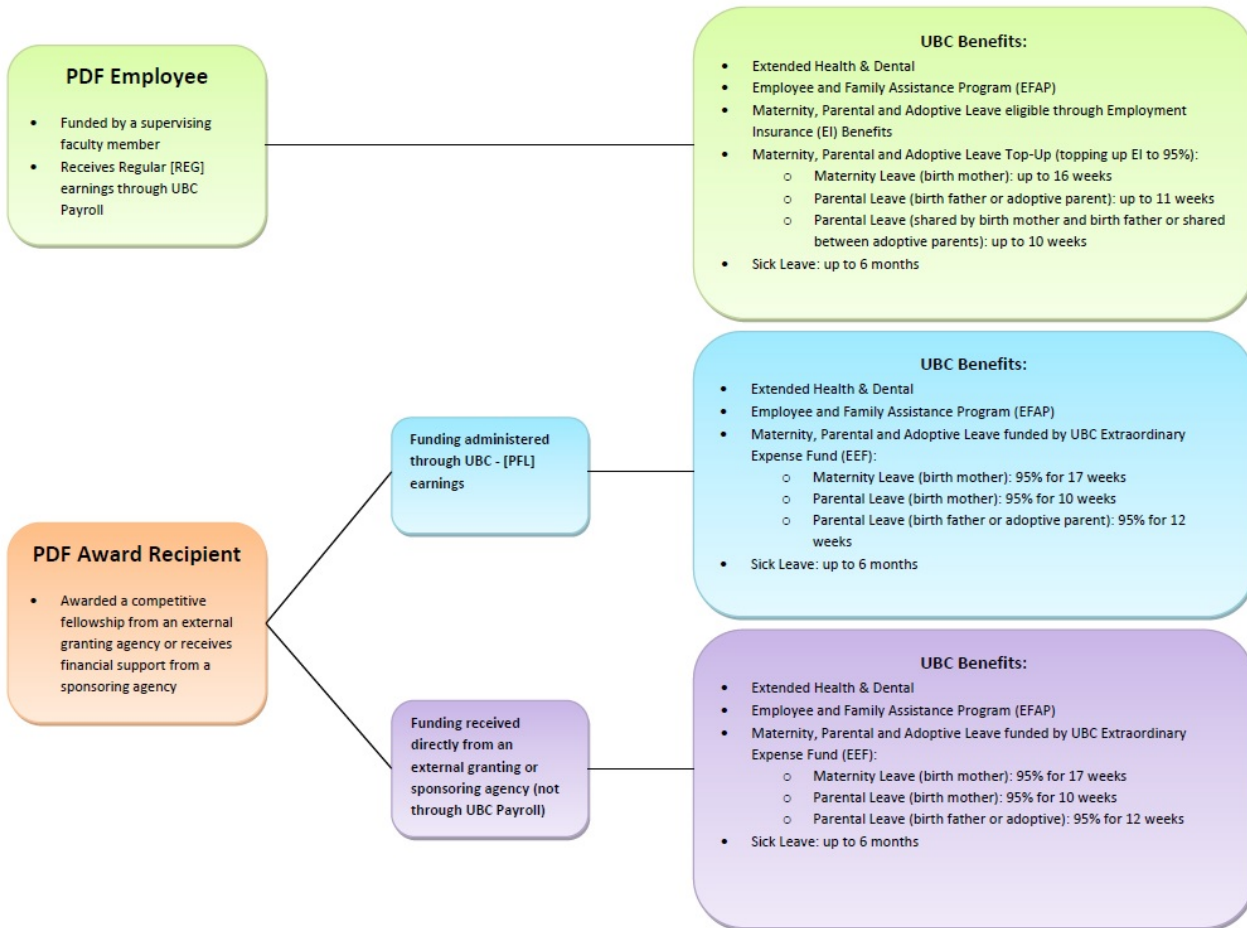 PDF Employee
• Funded by a supervising
faculty member
• Receives Regular [REG]
earnings through UBC
Payroll
UBC Benefits:
• Extended Health & Dental
• Employee and Family Assistance Program (EFAP)
• Maternity, Parental and Adoptive Leave eligible through Employment
Insurance (EI) Benefits
• Maternity, Parental and Adoptive Leave Top-Up (topping up EI to 95%):
o Maternity Leave (birth mother): up to 16 weeks
o Parental Leave (birth father or adoptive parent): up to 11 weeks
o Parental Leave (shared by birth mother and birth father or shared
between adoptive parents): up to 10 weeks
• Sick Leave: up to 6 months
PDF Award Recipient
• Awarded a competitive
fellowship from an external
granting agency or receives
financial support from a
sponsoring agency
Funding administered
through UBC - [PFL]
earnings
UBC Benefits:
• Extended Health & Dental
• Employee and Family Assistance Program (EFAP)
• Maternity, Parental and Adoptive Leave funded by UBC Extraordinary
Expense Fund (EEF):
o Maternity Leave (birth mother): 95% for 17 weeks
o Parental Leave (birth mother): 95% for 10 weeks
o Parental Leave (birth father or adoptive parent): 95% for 12
weeks
• Sick Leave: up to 6 months
Funding received
directly from an
external granting or
sponsoring agency (not
through UBC Payroll)
UBC Benefits:
• Extended Health & Dental
• Employee and Family Assistance Program (EFAP)
• Maternity, Parental and Adoptive Leave funded by UBC Extraordinary
Expense Fund (EEF):
o Maternity Leave (birth mother): 95% for 17 weeks
o Parental Leave (birth mother): 95% for 10 weeks
o Parental Leave (birth father or adoptive): 95% for 12 weeks
• Sick Leave: up to 6 months